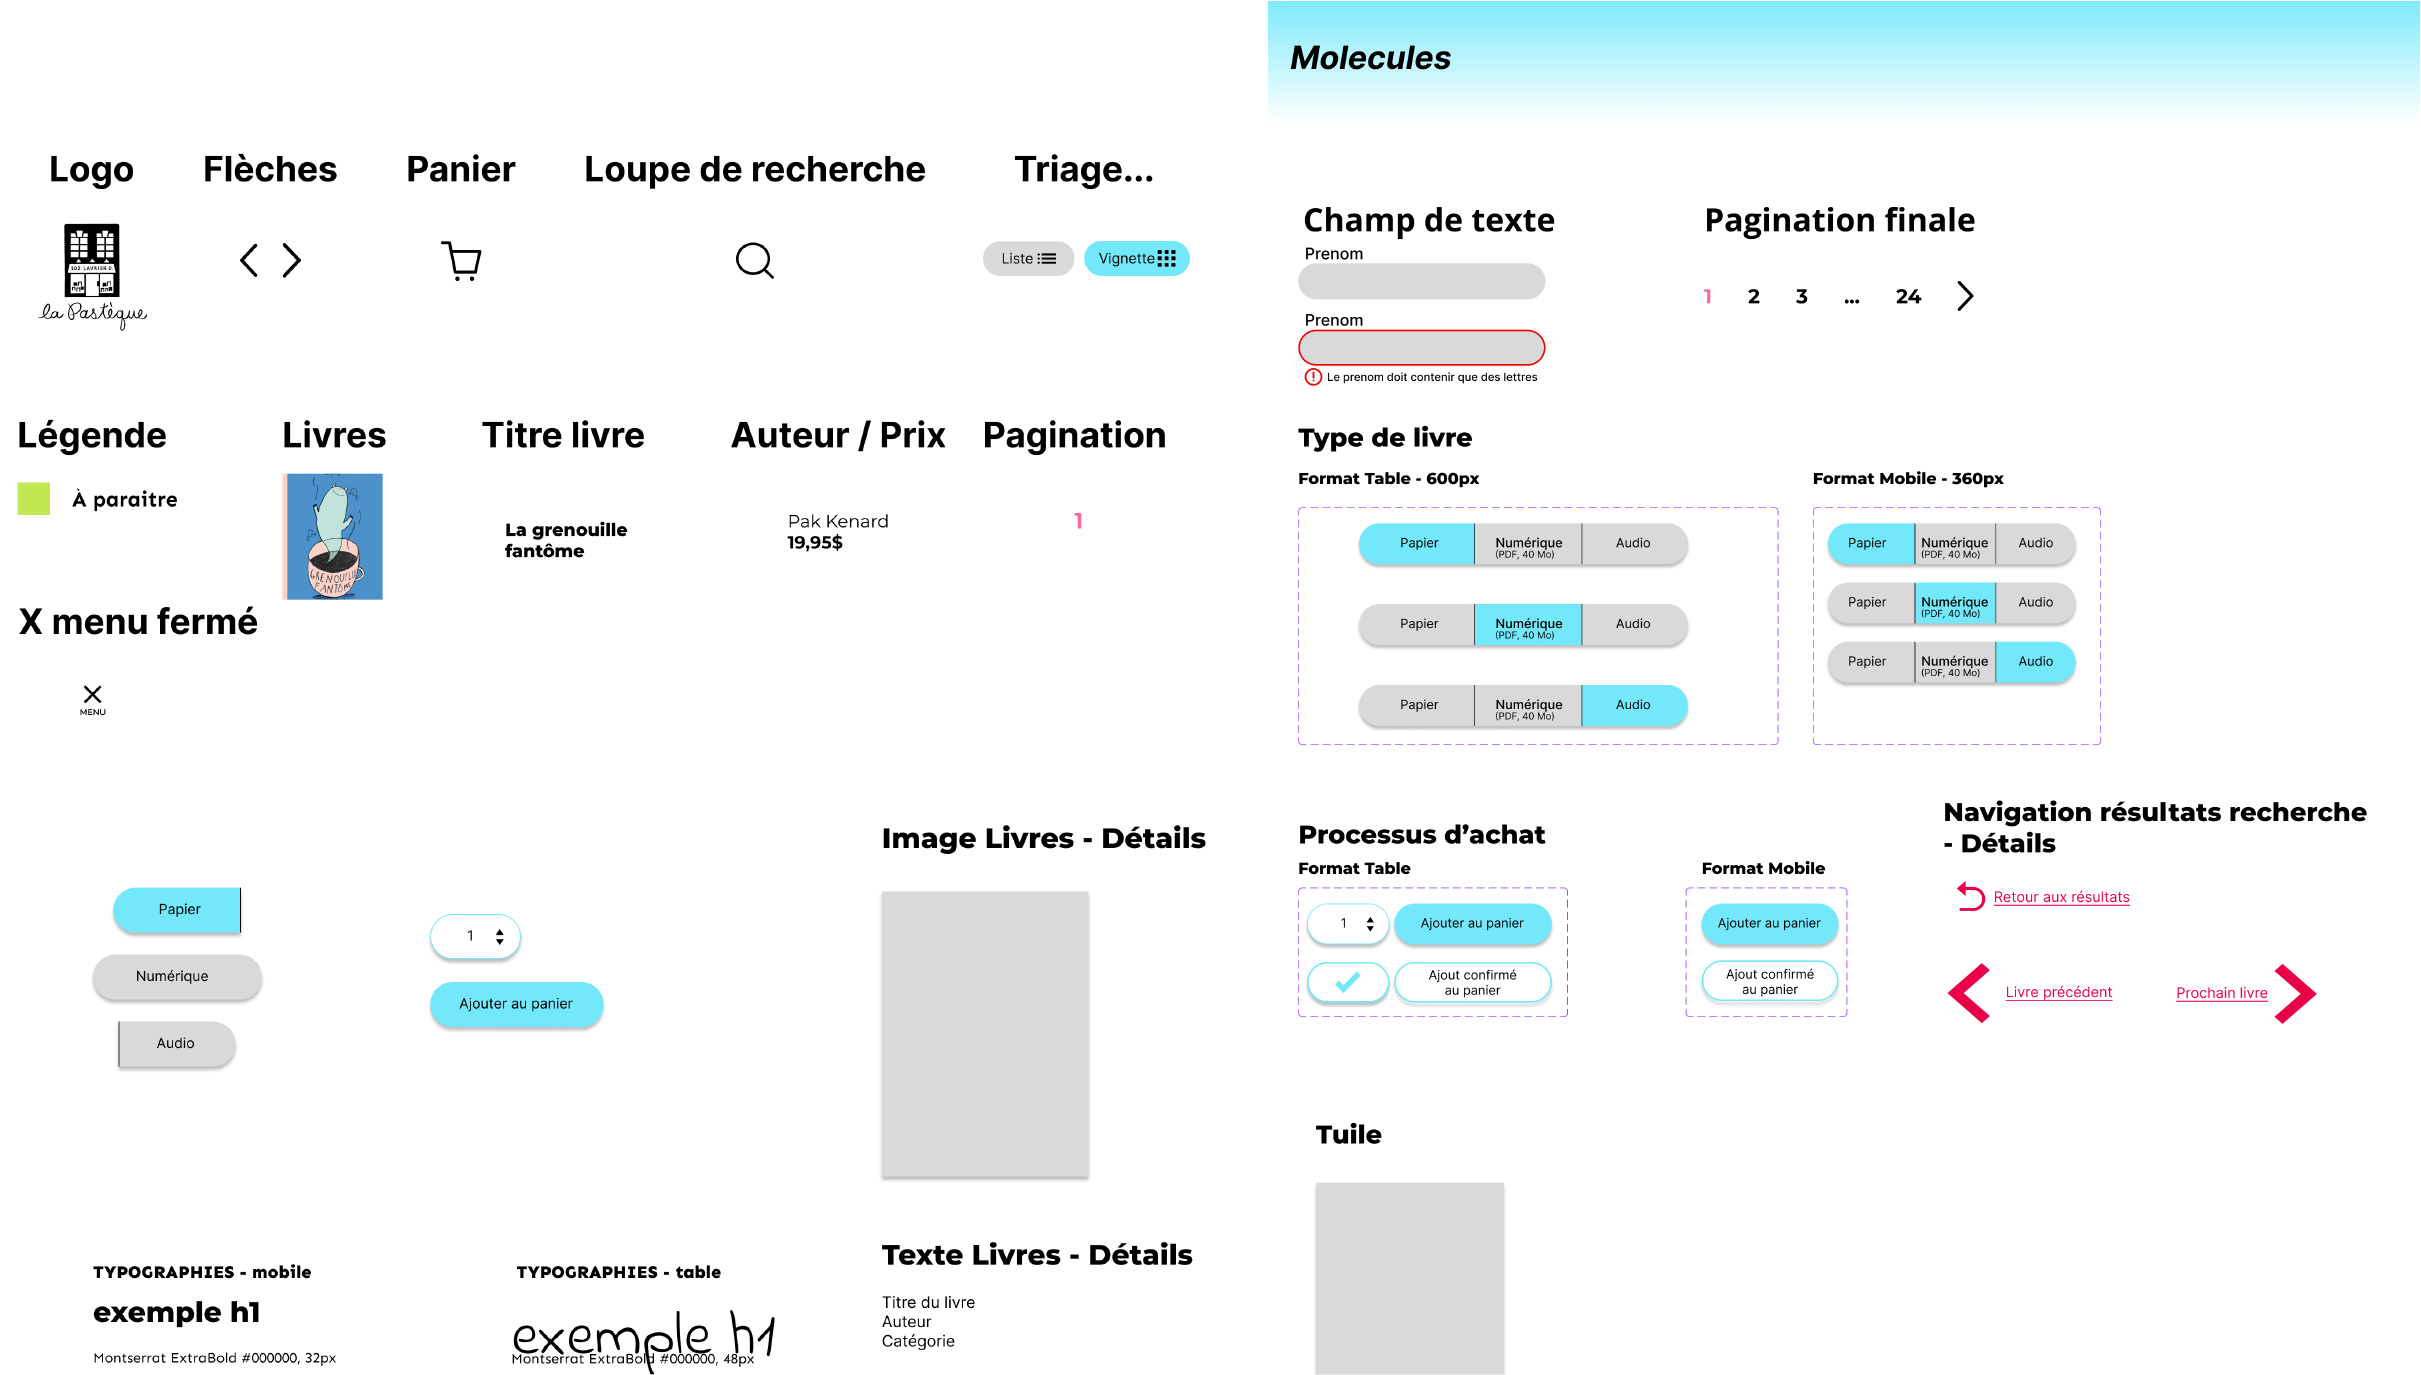 Logo
Flèches
Panier
Loupe de recherche
Triage...
102 LAURIER O.
la Pastèque
Liste
Vignette
Légende
Livres
Titre livre
Auteur / Prix
Pagination
À paraitre
GRENOUILLE
FANTÔME
La grenouille
fantôme
Pak Kenard
19,95$
1
X menu fermé
MENU
Papier
Numérique
Audio
1
Ajouter au panier
Image Livres - Détails
TYPOGRAPHIES - mobile
exemple h1
Montserrat ExtraBold #000000, 32px
TYPOGRAPHIES - table
exemple h1
Montserrat ExtraBold #000000, 48px
Texte Livres - Détails
Titre du livre
Auteur
Catégorie
Molecules
Champ de texte
Prenom
Prenom
Le prenom doit contenir que des lettres
Pagination finale
1 2 3 ... 24
Type de livre
Format Table - 600px
Papier Numérique Audio
(PDF, 40 Mo)
Papier Numérique Audio
(PDF, 40 Mo)
Papier Numérique Audio
(PDF, 40 Mo)
Format Mobile - 360px
Papier Numérique Audio
(PDF, 40 Mo)
Papier Numérique Audio
(PDF, 40 Mo)
Papier Numérique Audio
(PDF, 40 Mo)
Processus d’achat
Format Table
1
Ajouter au panier
Ajout confirmé
au panier
Format Mobile
Ajouter au panier
Ajout confirmé
au panier
Navigation résultats recherche
- Détails
Retour aux résultats
Livre précédent
Prochain livre
Tuile